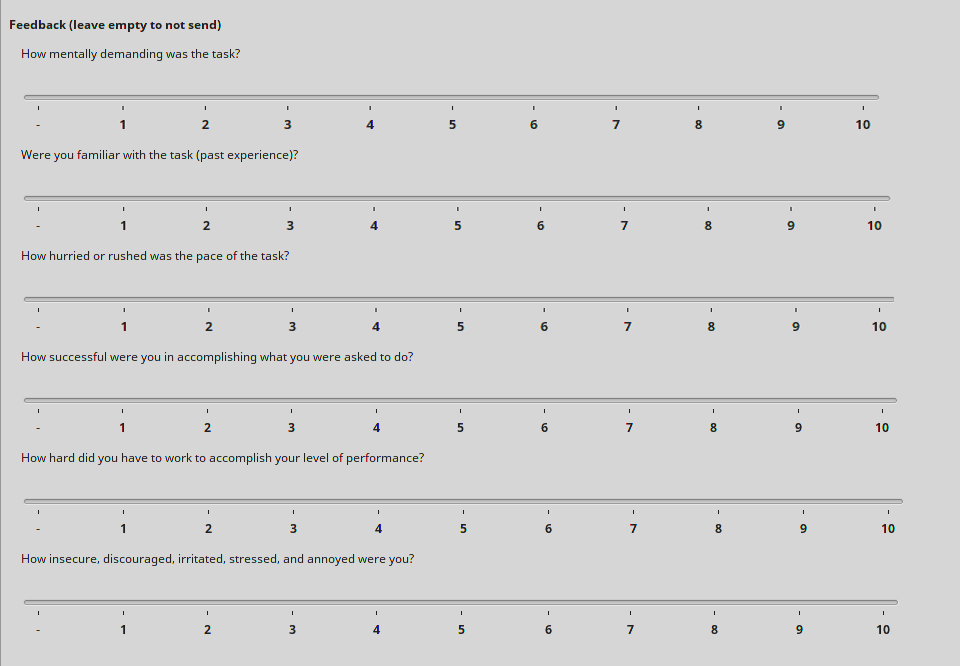 Feedback (leave empty to not send)
How mentally demanding was the task?
- 1 2 3 4 5 6 7 8 9 10
Were you familiar with the task (past experience)?
- 1 2 3 4 5 6 7 8 9 10
How hurried or rushed was the pace of the task?
- 1 2 3 4 5 6 7 8 9 10
How successful were you in accomplishing what you were asked to do?
- 1 2 3 4 5 6 7 8 9 10
How hard did you have to work to accomplish your level of performance?
- 1 2 3 4 5 6 7 8 9 10
How insecure, discouraged, irritated, stressed, and annoyed were you?
- 1 2 3 4 5 6 7 8 9 10